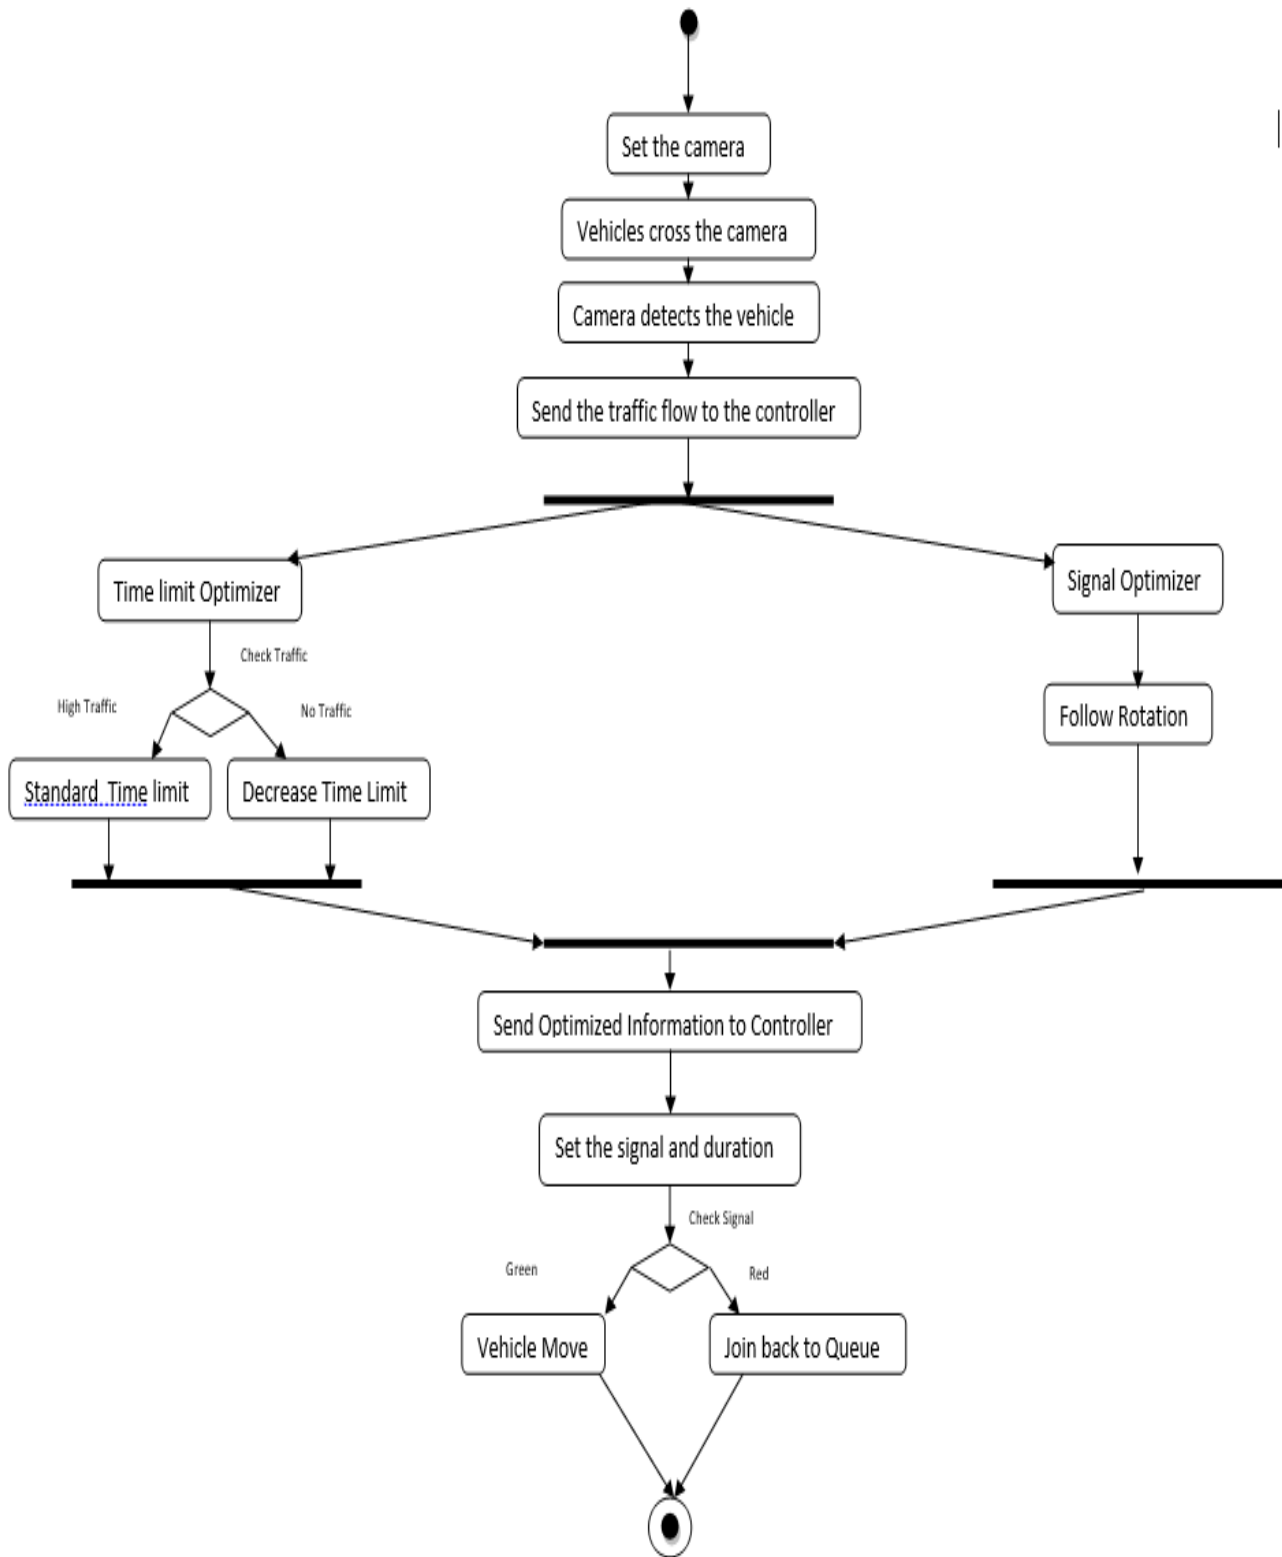 Set the camera
Vehicles cross the camera
Camera detects the vehicle
Send the traffic flow to the controller
Time limit Optimizer
Signal Optimizer
Check Traffic
High Traffic
No Traffic
Follow Rotation
Standard Time limit
Decrease Time Limit
Send Optimized Information to Controller
Set the signal and duration
Check Signal
Green
Red
Vehicle Move
Join back to Queue